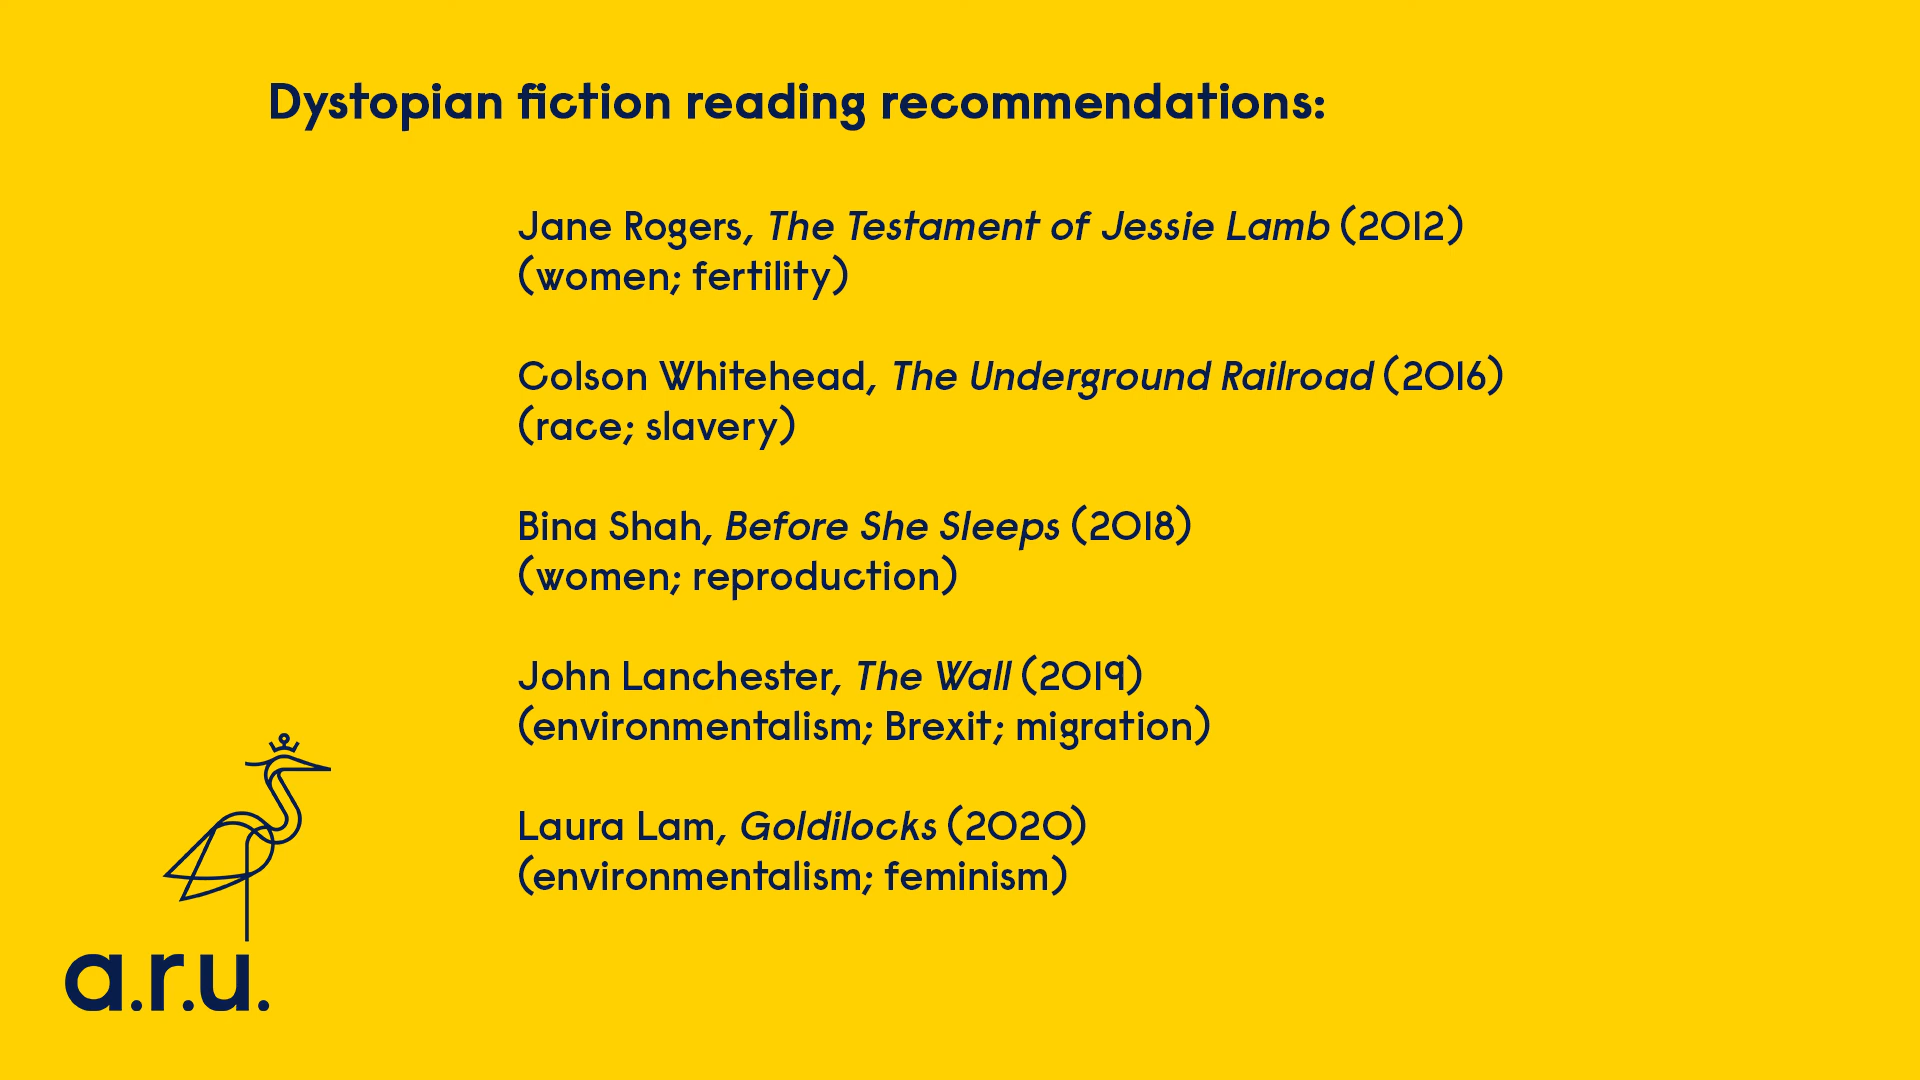 Dystopian fiction reading recommendations:
Jane Rogers, The Testament of Jessie Lamb (2012)
(women; fertility)
Colson Whitehead, The Underground Railroad (2016)
(race; slavery)
Bina Shah, Before She Sleeps (2018)
(women; reproduction)
John Lanchester, The Wall (2019)
(environmentalism; Brexit; migration)
Laura Lam, Goldilocks (2020)
(environmentalism; feminism)
a.r.u.